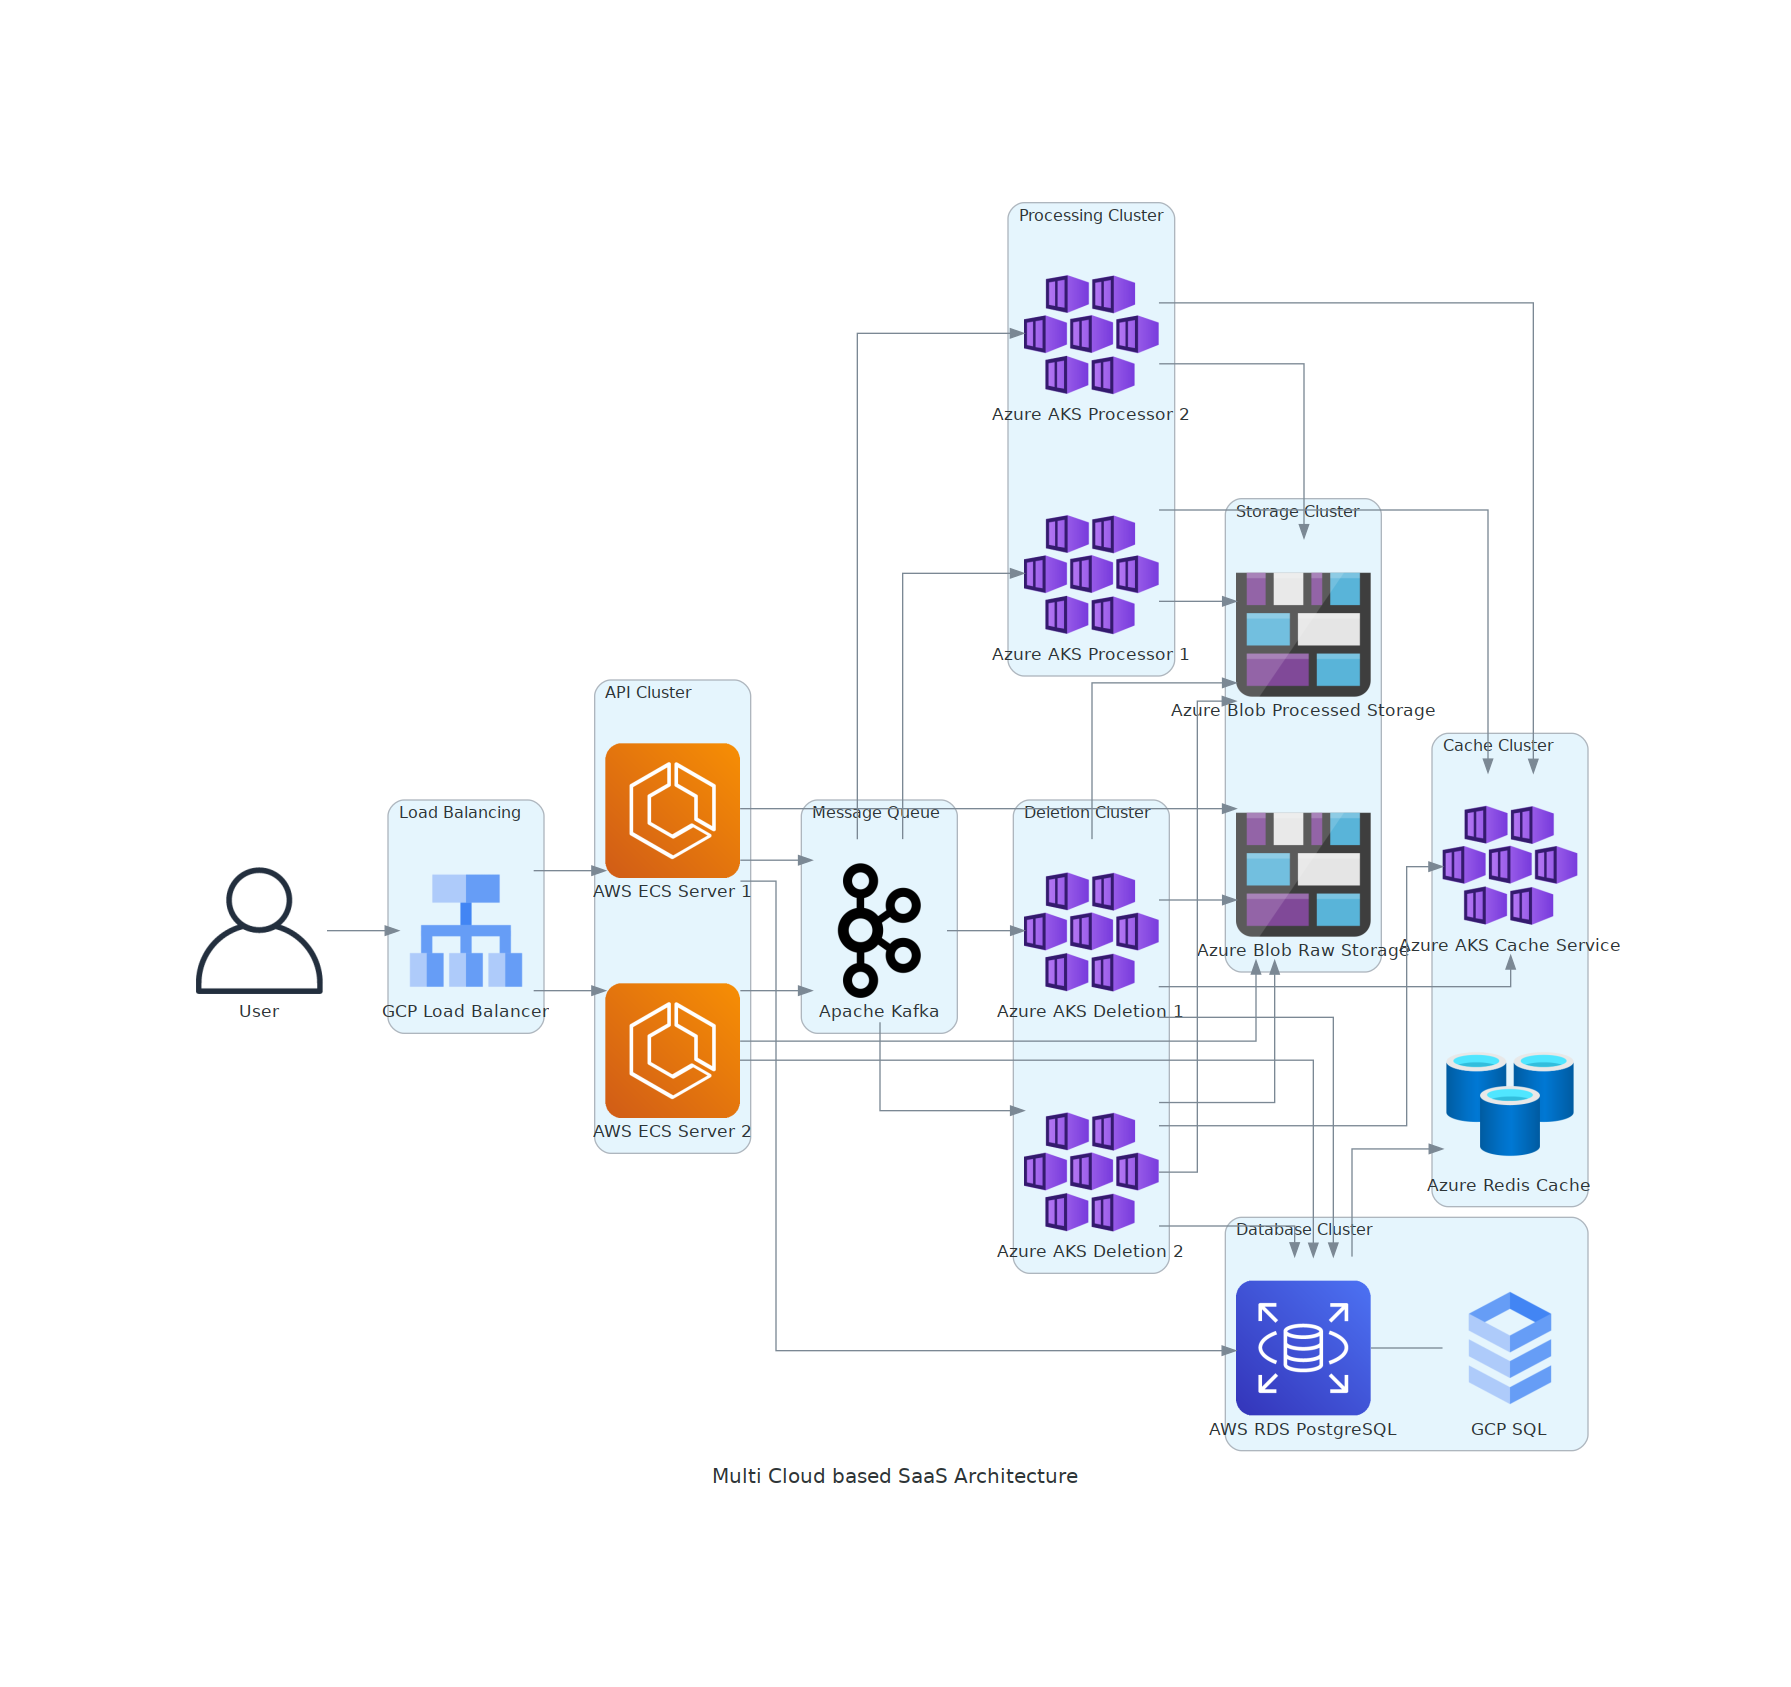 Processing Cluster
Azure AKS Processor 2
Azure AKS Processor 1
Storage Cluster
Azure Blob Processed Storage
Azure Blob Raw Storage
API Cluster
AWS ECS Server 1
AWS ECS Server 2
Load Balancing
GCP Load Balancer
User
Message Queue
Apache Kafka
Deletion Cluster
Azure AKS Deletion 1
Azure AKS Deletion 2
Cache Cluster
Azure AKS Cache Service
Azure Redis Cache
Database Cluster
AWS RDS PostgreSQL
GCP SQL
Multi Cloud based SaaS Architecture